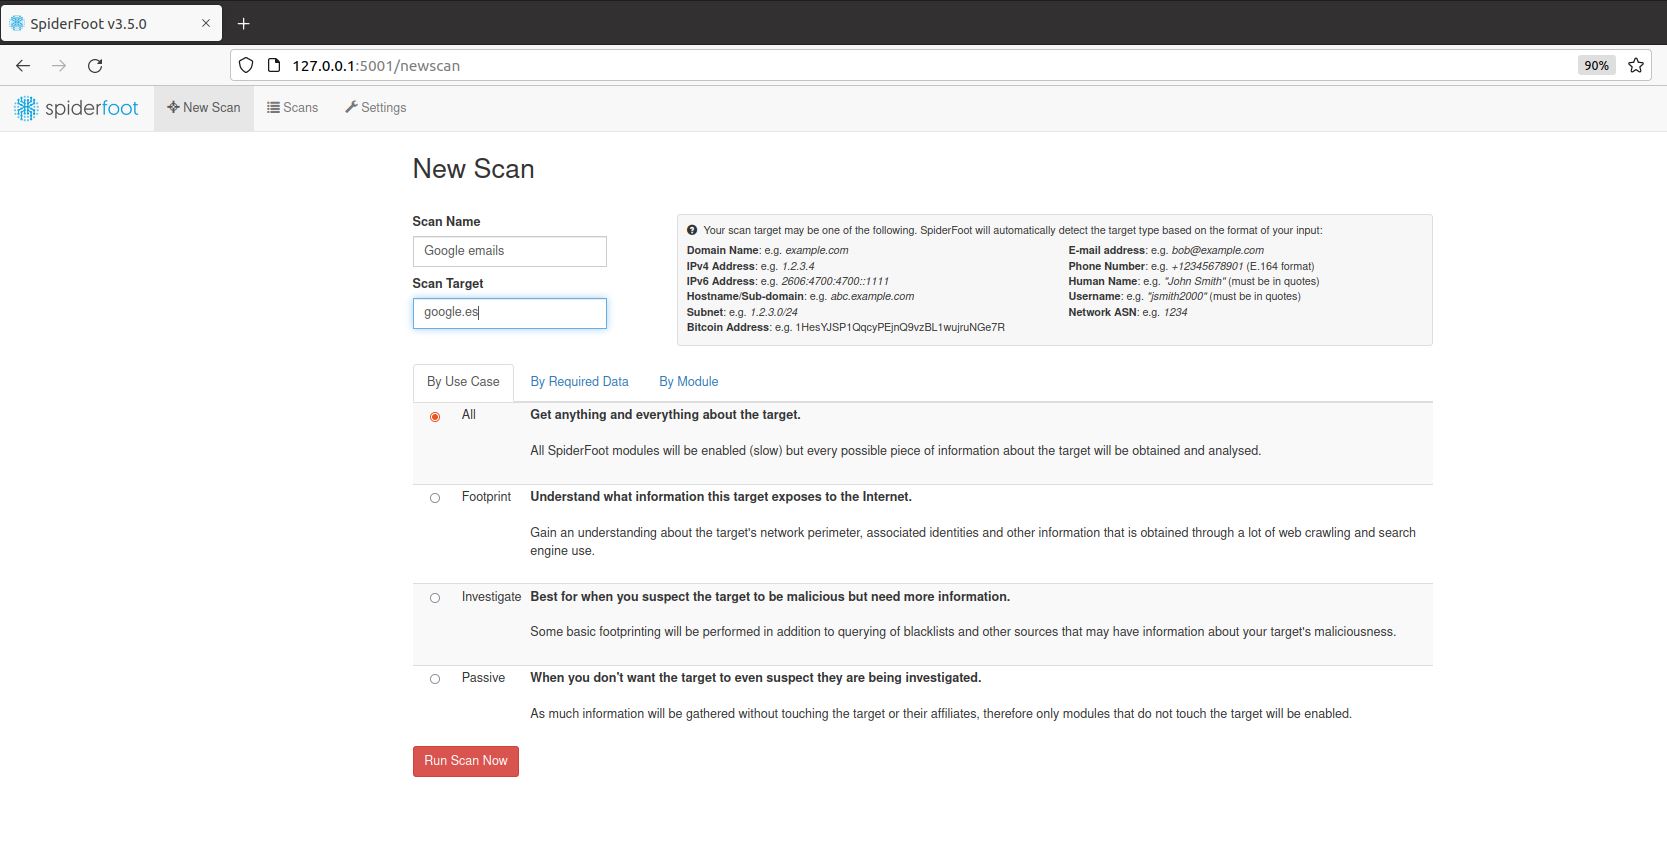 SpiderFoot v3.5.0
127.0.0.1:5001/newscan
90%
spiderfoot
New Scan
Scans
Settings
New Scan
Scan Name
Google emails
Scan Target
google.es
Your scan target may be one of the following. SpiderFoot will automatically detect the target type based on the format of your input:
Domain Name: e.g. example.com
IPv4 Address: e.g. 1.2.3.4
IPv6 Address: e.g. 2606:4700:4700::1111
Hostname/Sub-domain: e.g. abc.example.com
Subnet: e.g. 1.2.3.0/24
Bitcoin Address: e.g. 1HesYJSP1QqcyPEjnQ9vzBL1wujruNGe7R
E-mail address: e.g. bob@example.com
Phone Number: e.g. +12345678901 (E.164 format)
Human Name: e.g. "John Smith" (must be in quotes)
Username: e.g. "jsmith2000" (must be in quotes)
Network ASN: e.g. 1234
By Use Case
By Required Data
By Module
All
Get anything and everything about the target.
All SpiderFoot modules will be enabled (slow) but every possible piece of information about the target will be obtained and analysed.
Footprint
Understand what information this target exposes to the Internet.
Gain an understanding about the target's network perimeter, associated identities and other information that is obtained through a lot of web crawling and search
engine use.
Investigate
Best for when you suspect the target to be malicious but need more information.
Some basic footprinting will be performed in addition to querying of blacklists and other sources that may have information about your target's maliciousness.
Passive
When you don't want the target to even suspect they are being investigated.
As much information will be gathered without touching the target or their affiliates, therefore only modules that do not touch the target will be enabled.
Run Scan Now